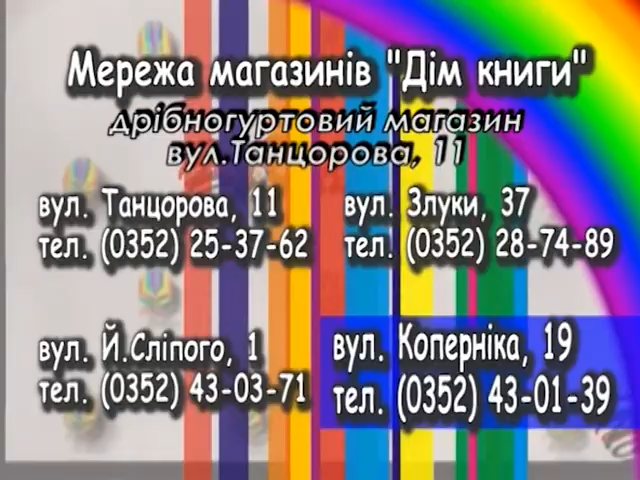 Мережа магазинів "Дім книги"
дрібногуртовий магазин
вул.Танцорова, 11
вул. Танцорова, 11
тел. (0352) 25-37-62
вул. Злуки, 37
тел. (0352) 28-74-89
вул. Й.Сліпого, 1
тел. (0352) 43-03-71
вул. Коперніка, 19
тел. (0352) 43-01-39